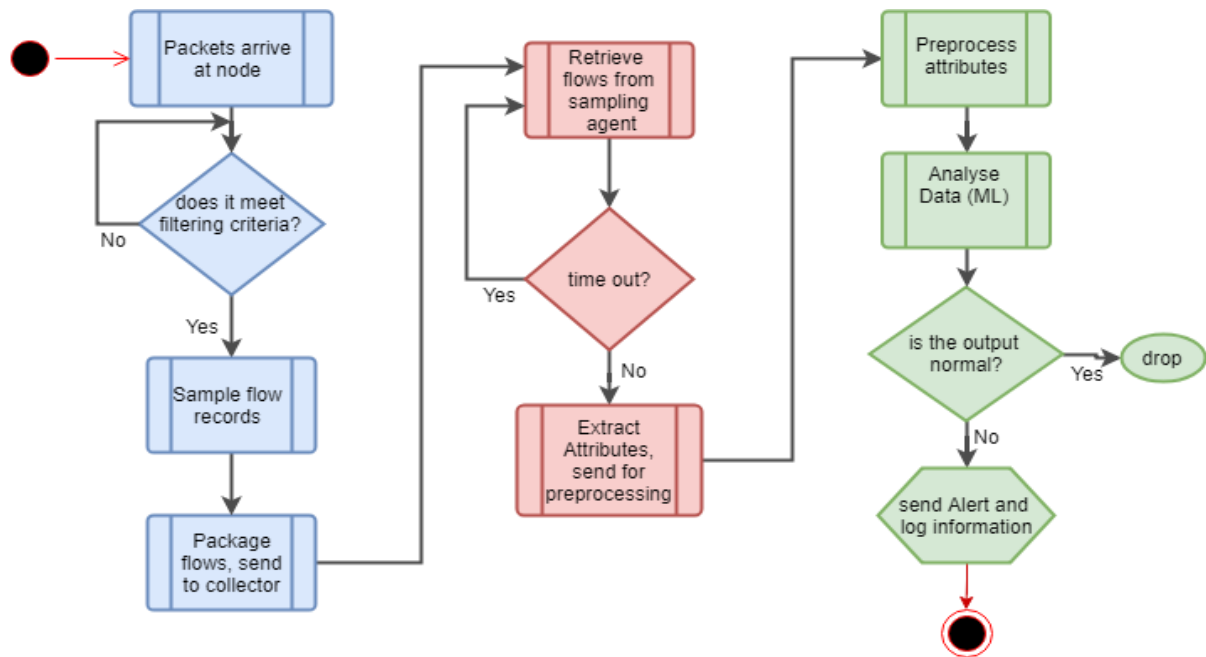 Packets arrive
at node
does it meet
filtering criteria?
No
Yes
Sample flow
records
Package
flows, send
to collector
Retrieve
flows from
sampling
agent
time out?
Yes
No
Extract
Attributes,
send for
preprocessing
Preprocess
attributes
Analyse
Data (ML)
is the output
normal?
Yes
drop
No
send Alert and
log information